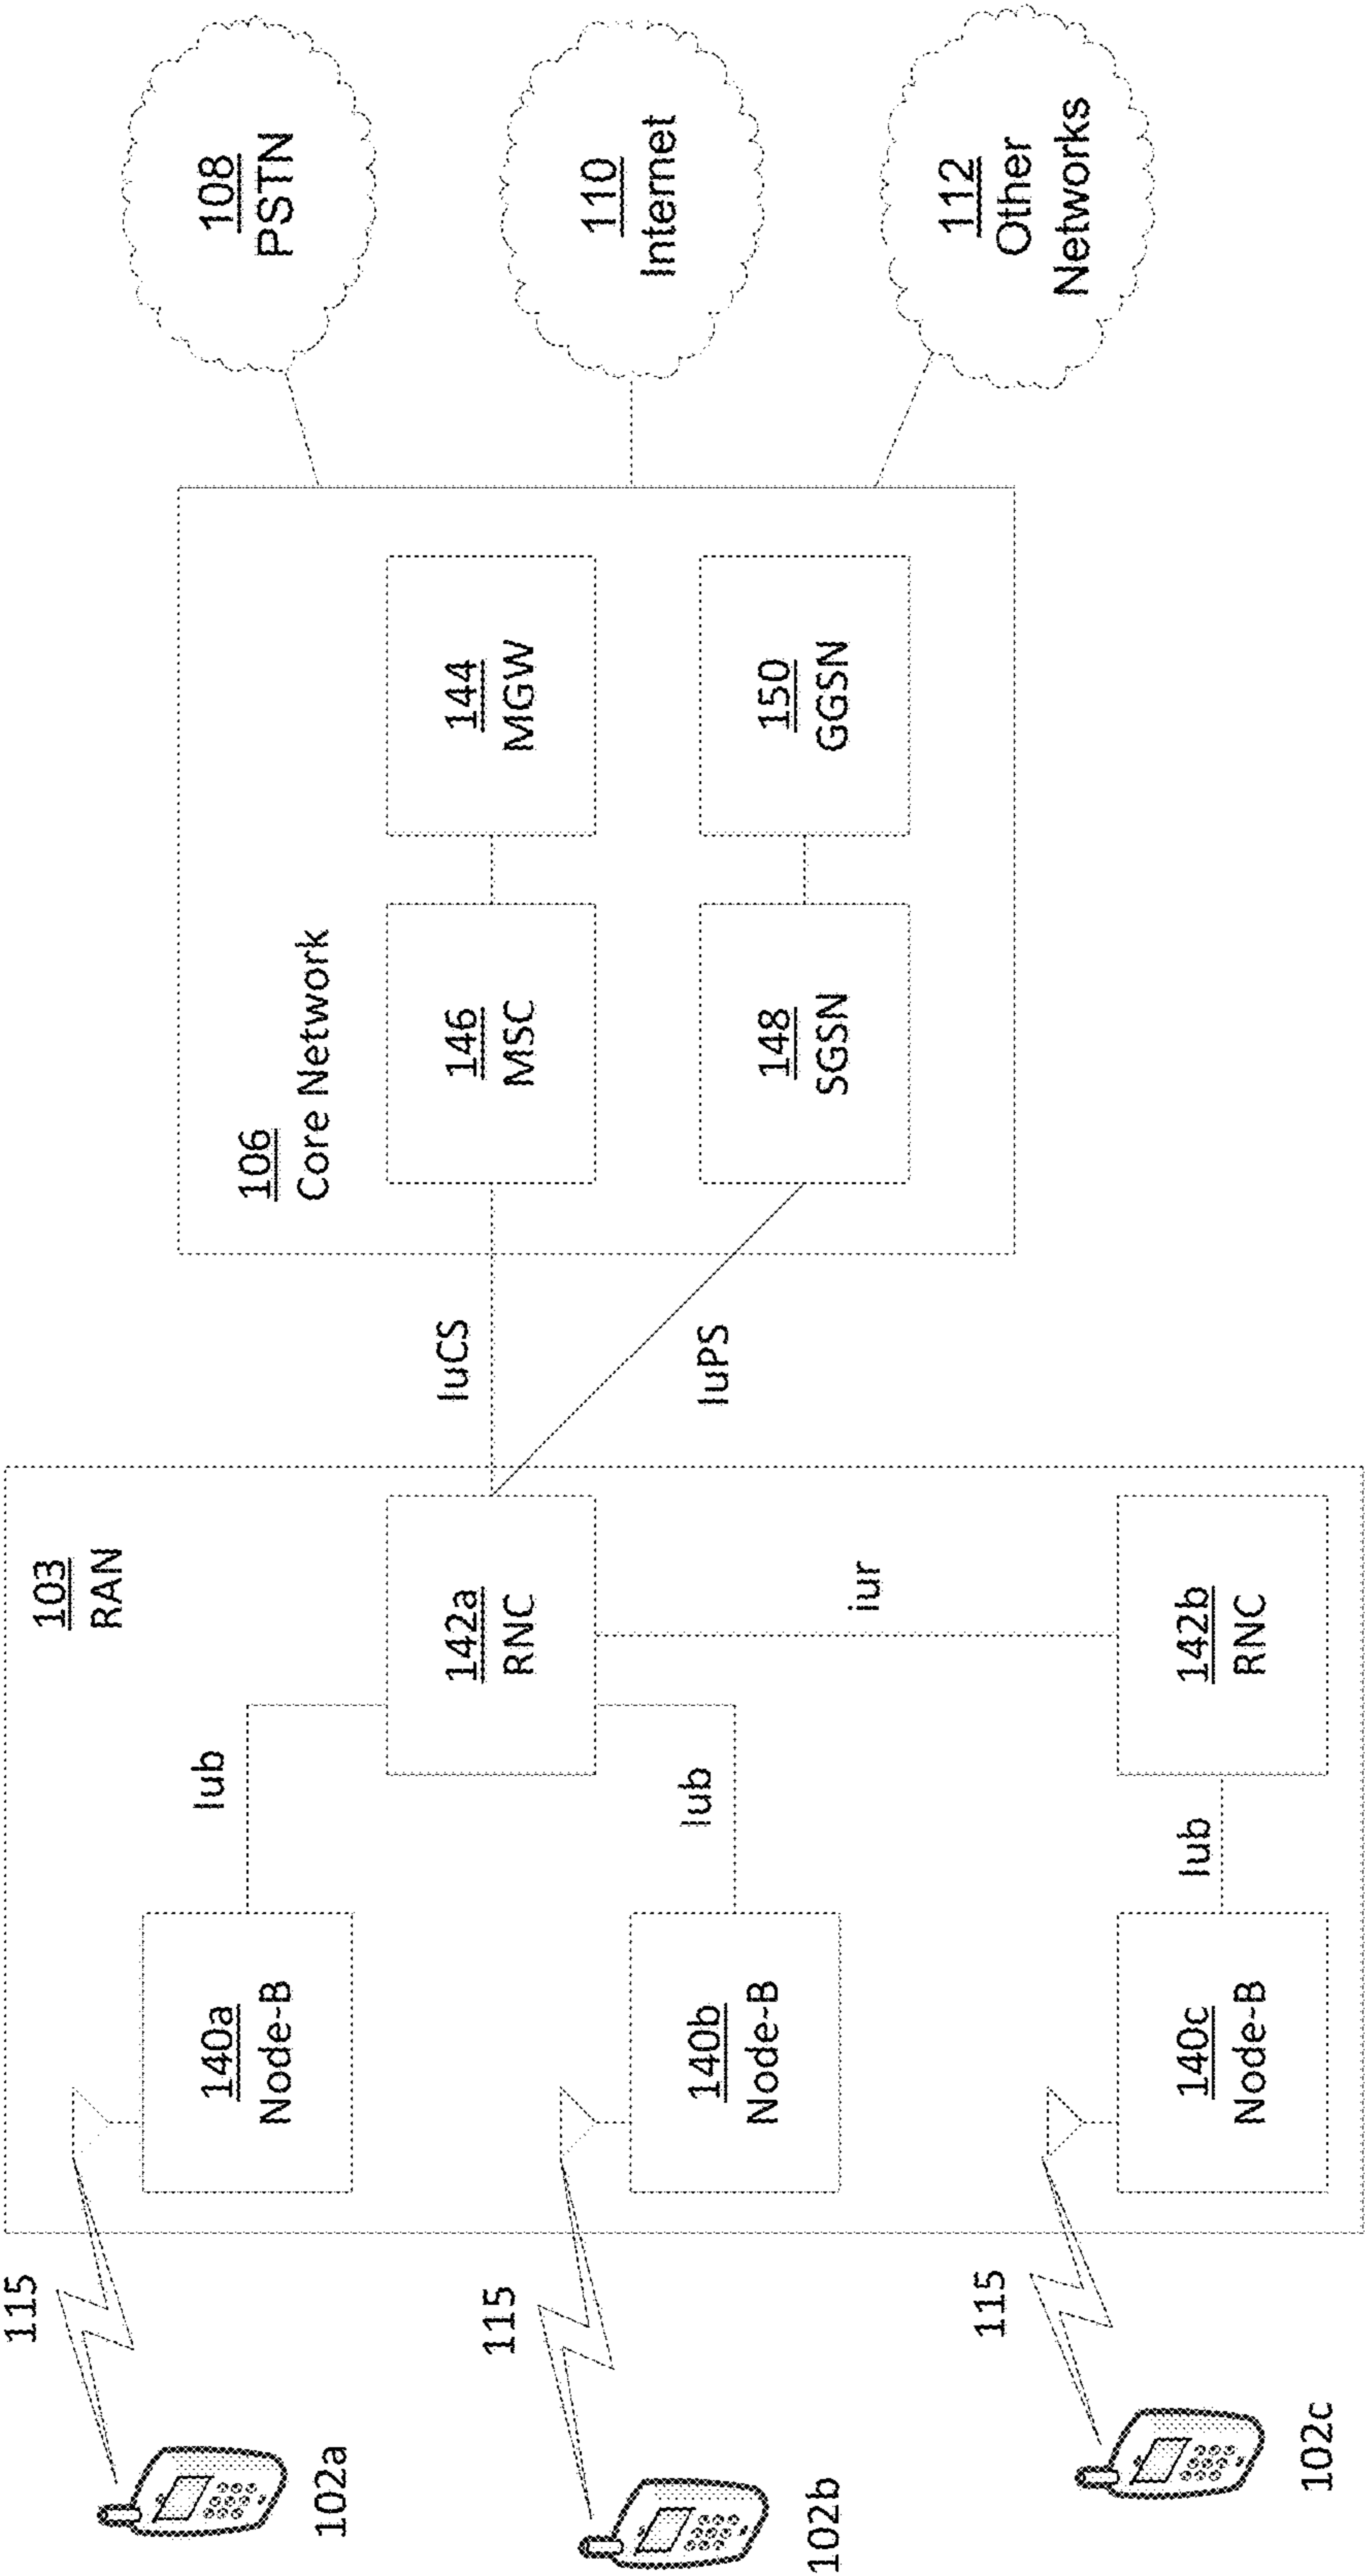 115
102a
115
102b
115
102c
103
RAN
140a
Node-B
140b
Node-B
140c
Node-B
Iub
Iub
Iub
142a
RNC
iur
142b
RNC
IuCS
IuPS
106
Core Network
146
MSC
144
MGW
148
SGSN
150
GGSN
108
PSTN
110
Internet
112
Other
Networks